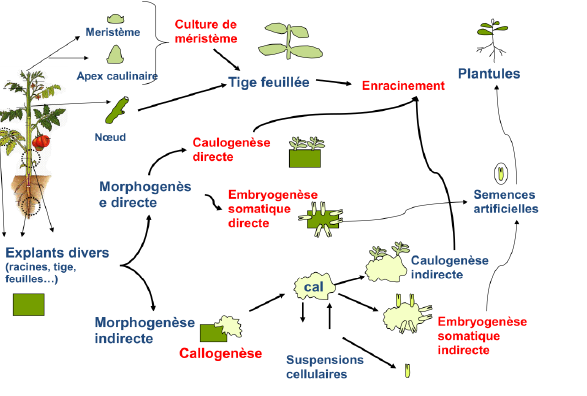 Méristème
Apex caulinaire
Nœud
Culture de
méristème
Tige feuillée
Enracinement
Plantules
Caulogenèse
directe
Morphogenès
e directe
Embryogenèse
somatique
directe
Semences
artificielles
Explants divers
(racines, tige,
feuilles…)
Caulogenèse
indirecte
cal
Morphogenèse
indirecte
Callogenèse
Embryogenèse
somatique
indirecte
Suspensions
cellulaires